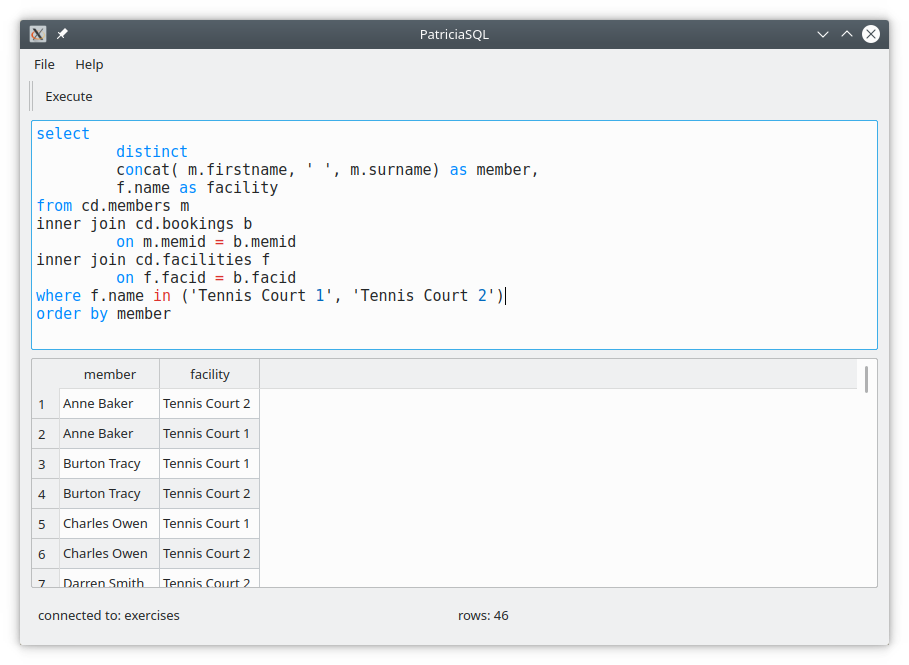 PatriciaSQL
File Help
Execute
select
distinct
concat( m.firstname, ' ', m.surname) as member,
f.name as facility
from cd.members m
inner join cd.bookings b
on m.memid = b.memid
inner join cd.facilities f
on f.facid = b.facid
where f.name in ('Tennis Court 1', 'Tennis Court 2')
order by member
member facility
1 Anne Baker Tennis Court 2
2 Anne Baker Tennis Court 1
3 Burton Tracy Tennis Court 1
4 Burton Tracy Tennis Court 2
5 Charles Owen Tennis Court 1
6 Charles Owen Tennis Court 2
7 Darren Smith Tennis Court 2
connected to: exercises rows: 46